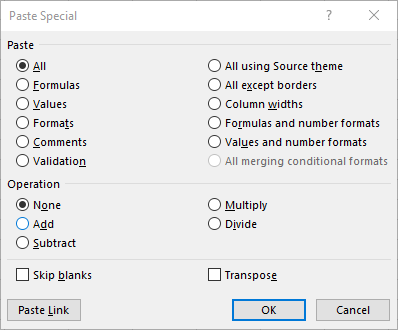 Paste Special
?
Paste
All
All using Source theme
Formulas
All except borders
Values
Column widths
Formats
Formulas and number formats
Comments
Values and number formats
Validation
All merging conditional formats
Operation
None
Multiply
Add
Divide
Subtract
Skip blanks
Transpose
Paste Link
OK
Cancel